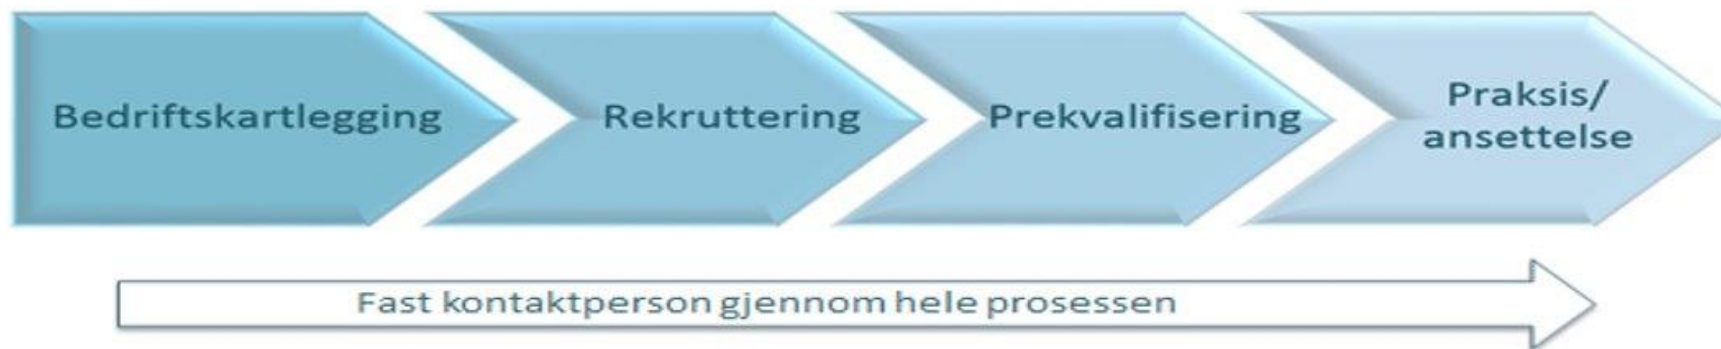 Bedriftskartlegging
Rekruttering
Prekvalifisering
Praksis/
ansettelse
Fast kontaktperson gjennom hele prosessen